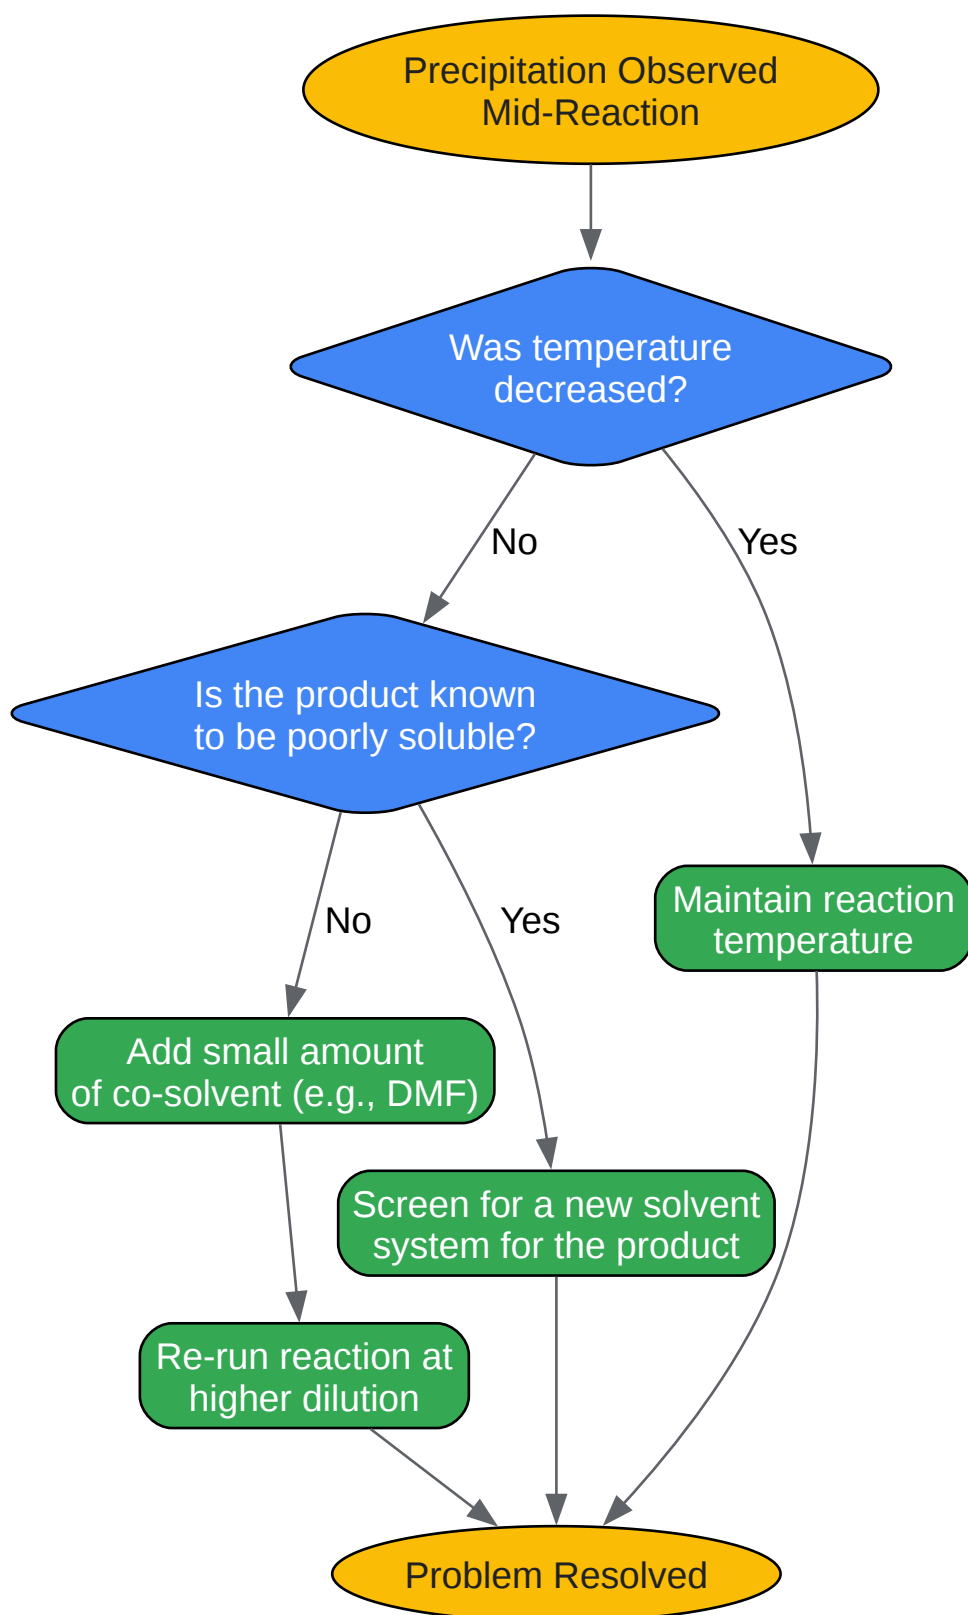 Precipitation Observed
Mid-Reaction
Was temperature
decreased?
No
Yes
Is the product known
to be poorly soluble?
No
Yes
Maintain reaction
temperature
Add small amount
of co-solvent (e.g., DMF)
Screen for a new solvent
system for the product
Re-run reaction at
higher dilution
Problem Resolved